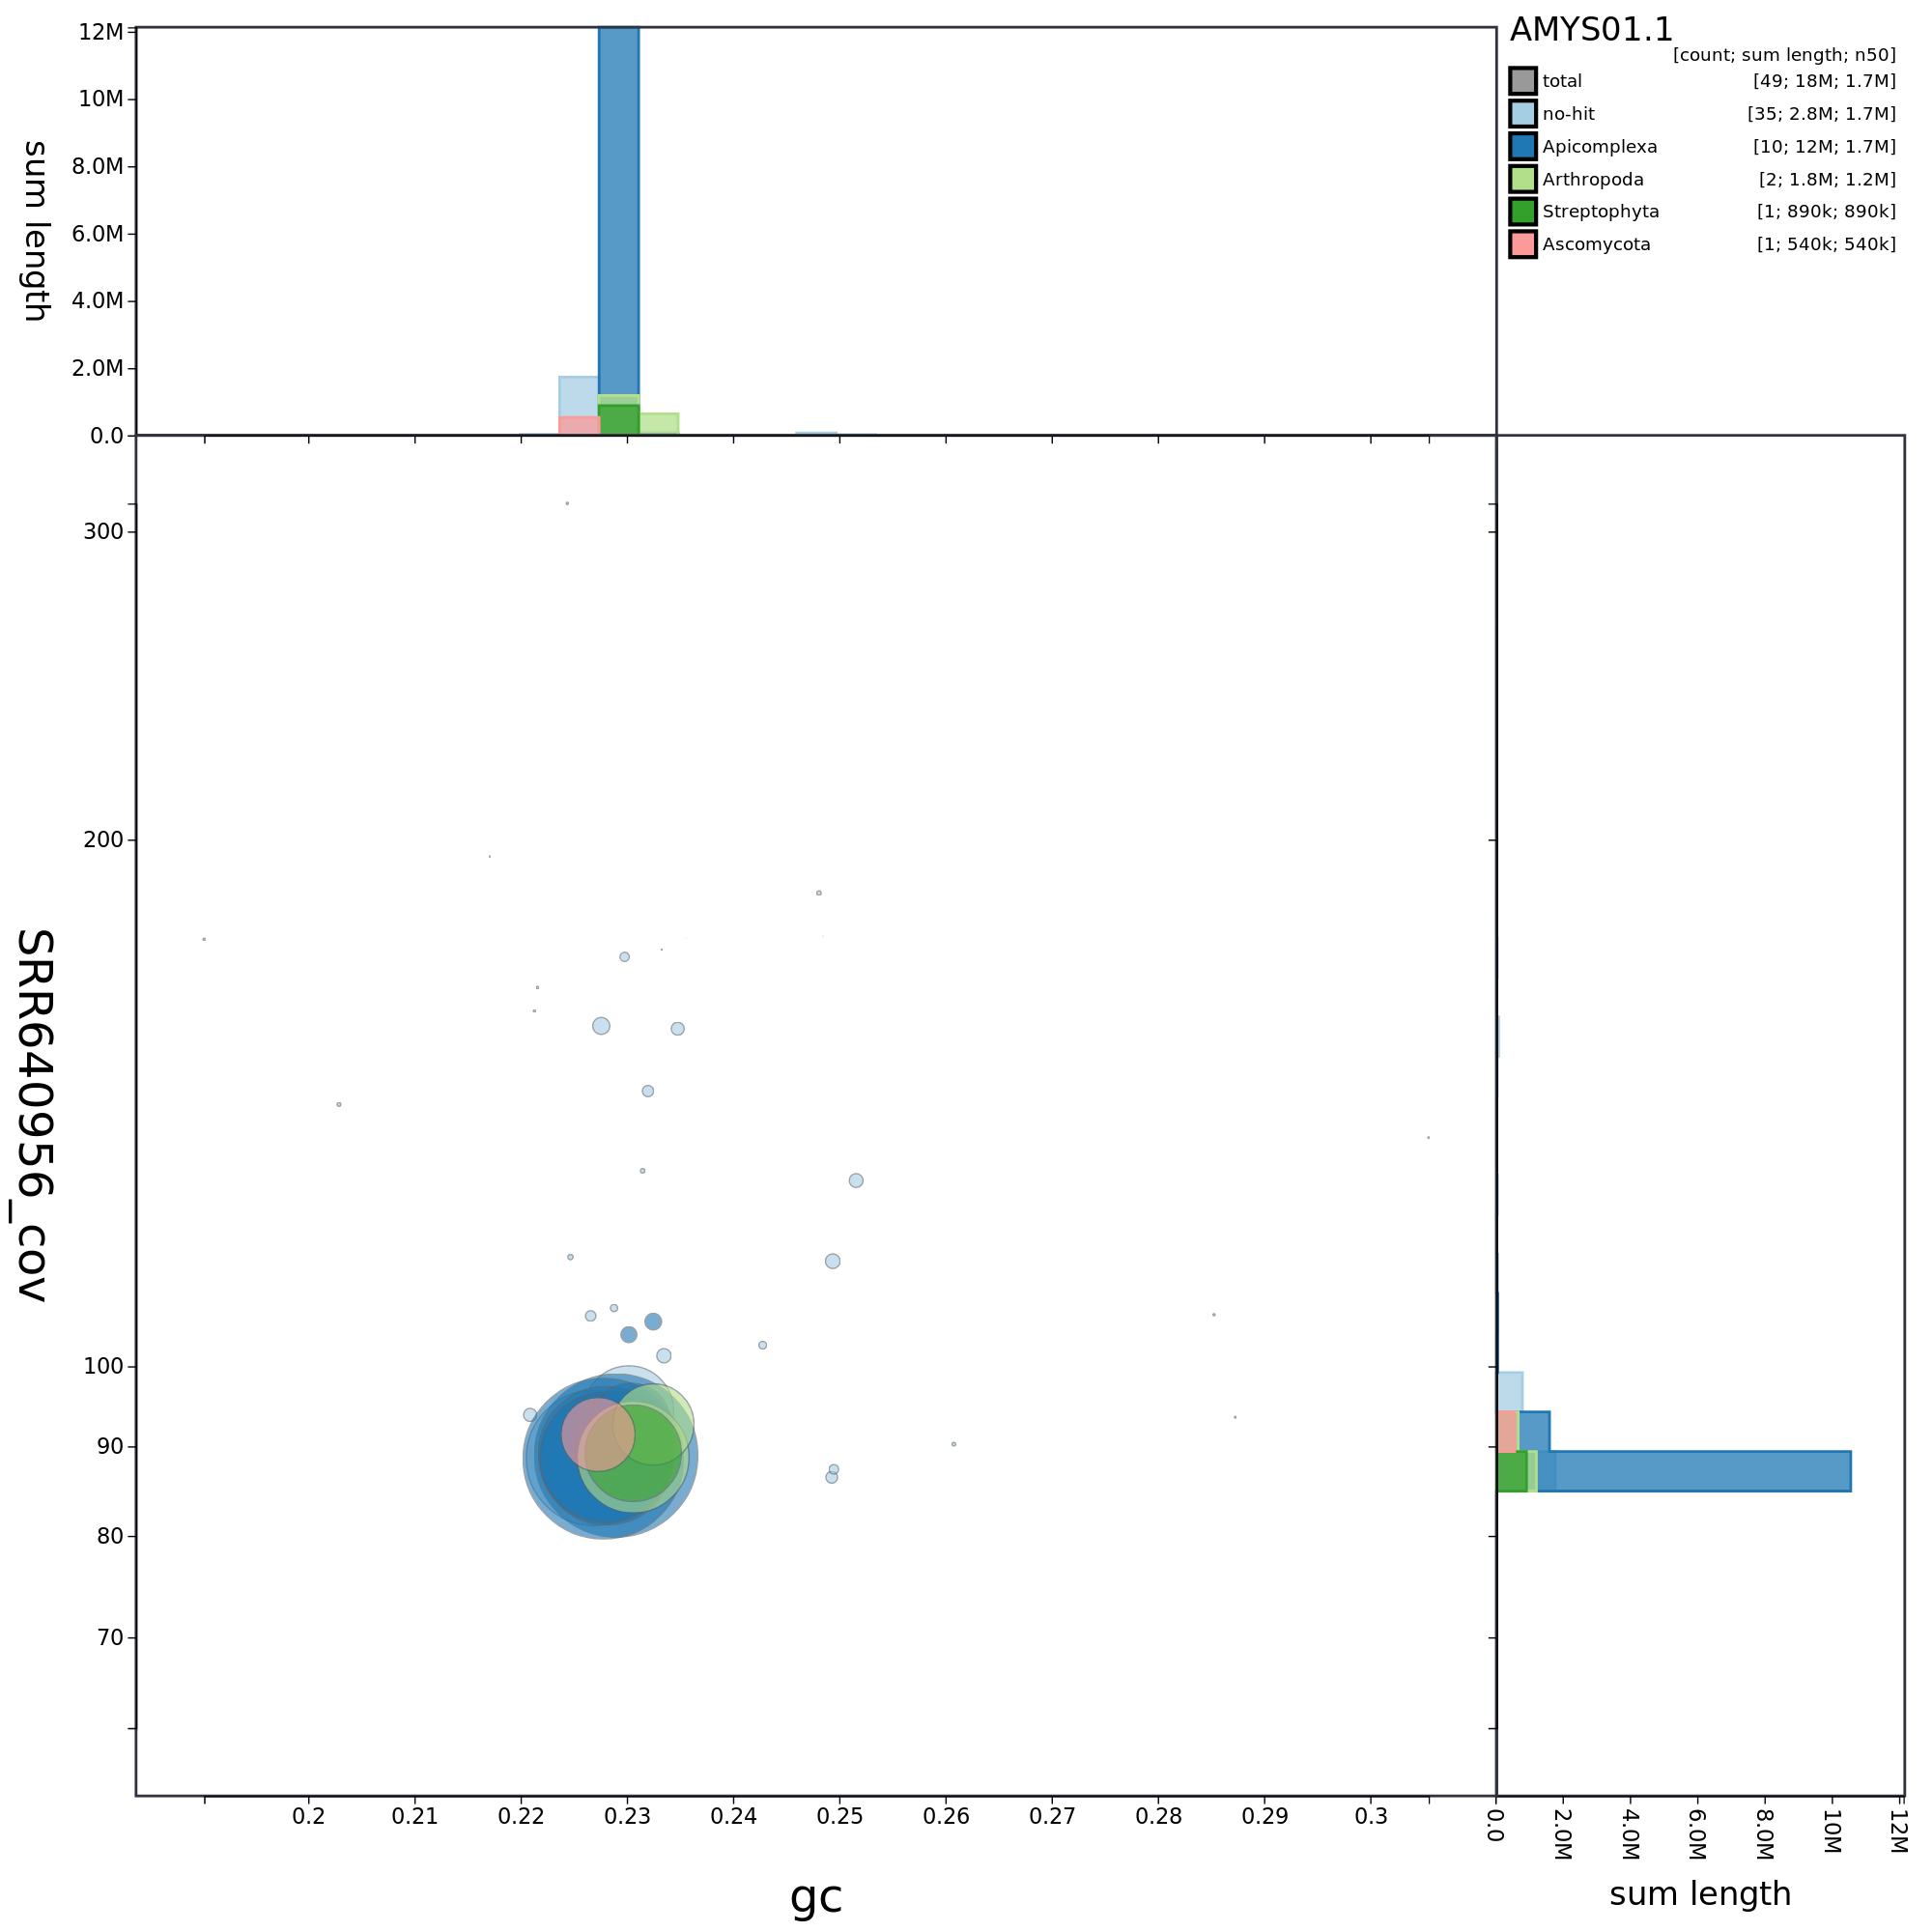 AMYS01.1
[count; sum length; n50]
total [49; 18M; 1.7M]
no-hit [35; 2.8M; 1.7M]
Apicomplexa [10; 12M; 1.7M]
Arthropoda [2; 1.8M; 1.2M]
Streptophyta [1; 890k; 890k]
Ascomycota [1; 540k; 540k]
sum length
12M
10M
8.0M
6.0M
4.0M
2.0M
0.0
SRR640956_cov
300
200
100
90
80
70
0.2 0.21 0.22 0.23 0.24 0.25 0.26 0.27 0.28 0.29 0.3
gc
0.0 2.0M 4.0M 6.0M 8.0M 10M 12M
sum length